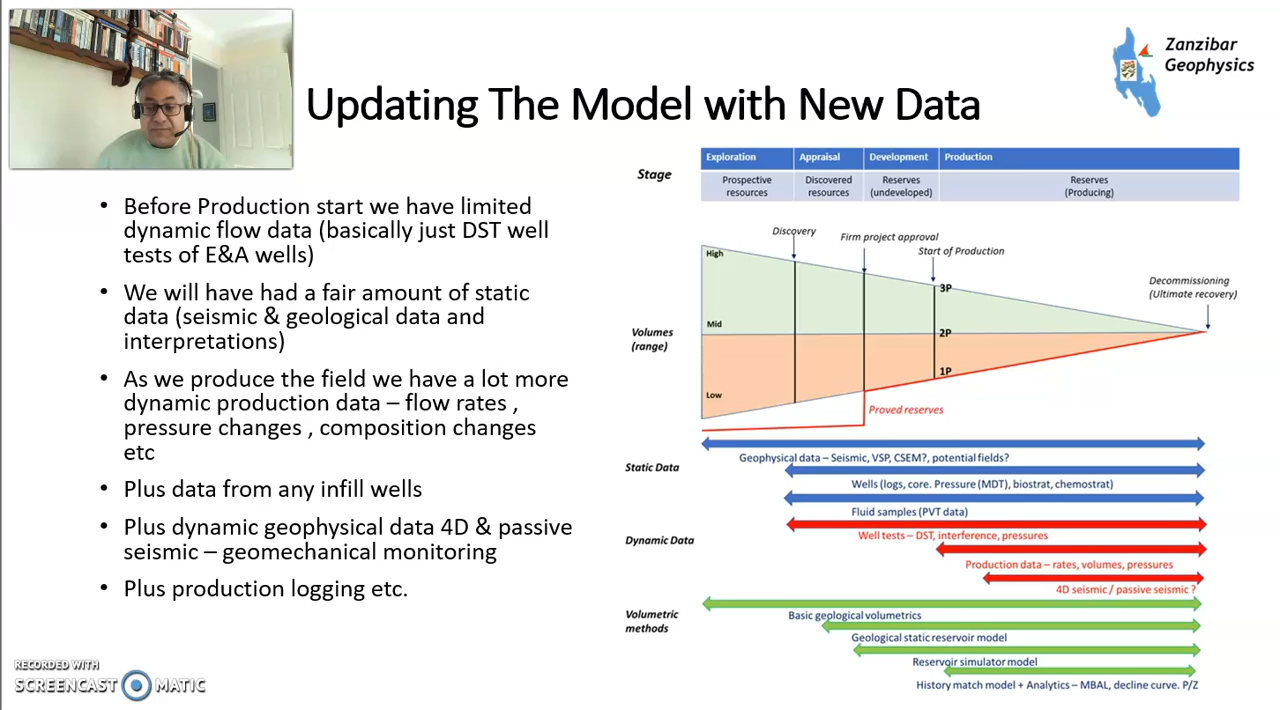 Zanzibar
Geophysics
Updating The Model with New Data
• Before Production start we have limited
dynamic flow data (basically just DST well
tests of E&A wells)
• We will have had a fair amount of static
data (seismic & geological data and
interpretations)
• As we produce the field we have a lot more
dynamic production data – flow rates ,
pressure changes , composition changes
etc
• Plus data from any infill wells
• Plus dynamic geophysical data 4D & passive
seismic – geomechanical monitoring
• Plus production logging etc.
Stage
Exploration Appraisal Development Production
Prospective
resources
Discovered
resources
Reserves
(undeveloped)
Reserves
(Producing)
Discovery
Firm project approval
Start of Production
Decommissioning
(Ultimate recovery)
Volumes
(range)
High
Mid
Low
3P
2P
1P
Proved reserves
Static Data
Geophysical data – Seismic, VSP, CSEM?, potential fields?
Wells (logs, core. Pressure (MDT), biostrat, chemostrat)
Fluid samples (PVT data)
Dynamic Data
Well tests – DST, interference, pressures
Production data – rates, volumes, pressures
4D seismic / passive seismic ?
Volumetric
methods
Basic geological volumetrics
Geological static reservoir model
Reservoir simulator model
History match model + Analytics – MBAL, decline curve. P/Z
RECORDED WITH
SCREENCAST MATIC